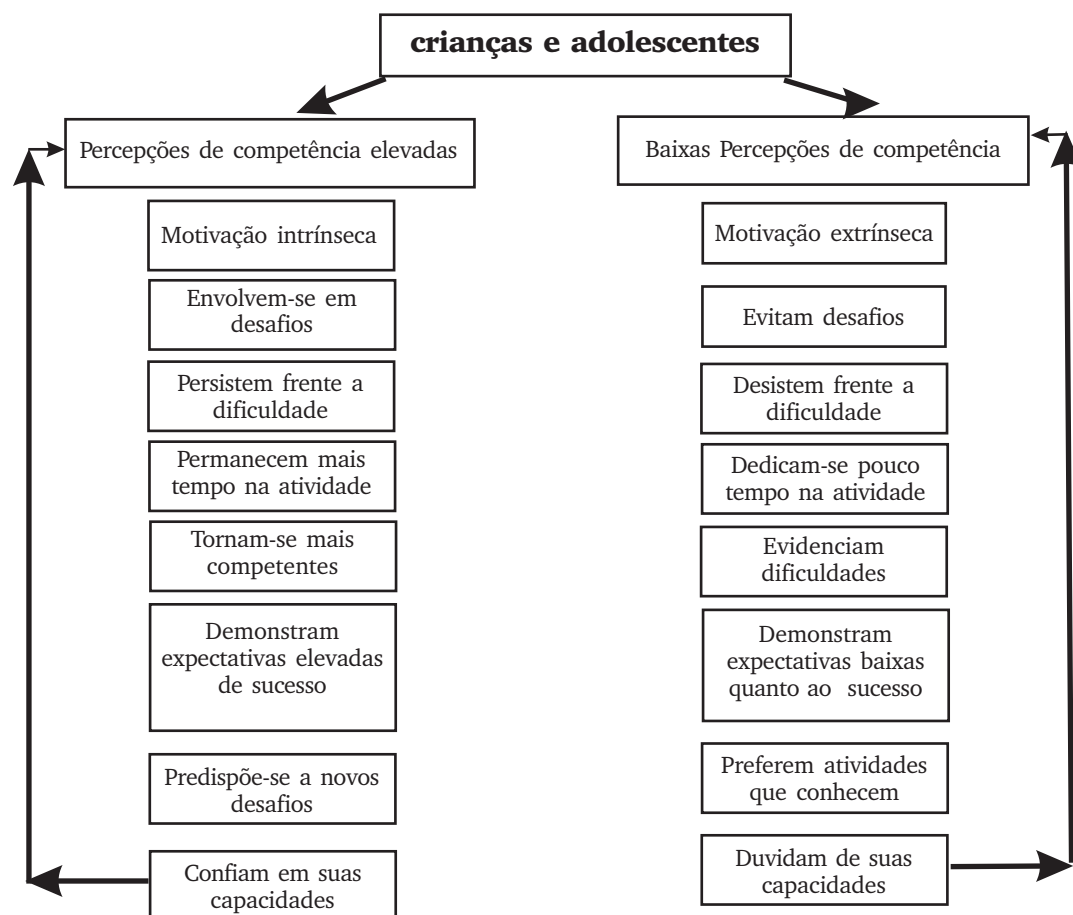 crianças e adolescentes
Percepções de competência elevadas
Motivação intrínseca
Envolvem-se em
desafios
Persistem frente a
dificuldade
Permanecem mais
tempo na atividade
Tornam-se mais
competentes
Demonstram
expectativas elevadas
de sucesso
Predispõe-se a novos
desafios
Confiam em suas
capacidades
Baixas Percepções de competência
Motivação extrínseca
Evitam desafios
Desistem frente a
dificuldade
Dedicam-se pouco
tempo na atividade
Evidenciam
dificuldades
Demonstram
expectativas baixas
quanto ao sucesso
Preferem atividades
que conhecem
Duvidam de suas
capacidades